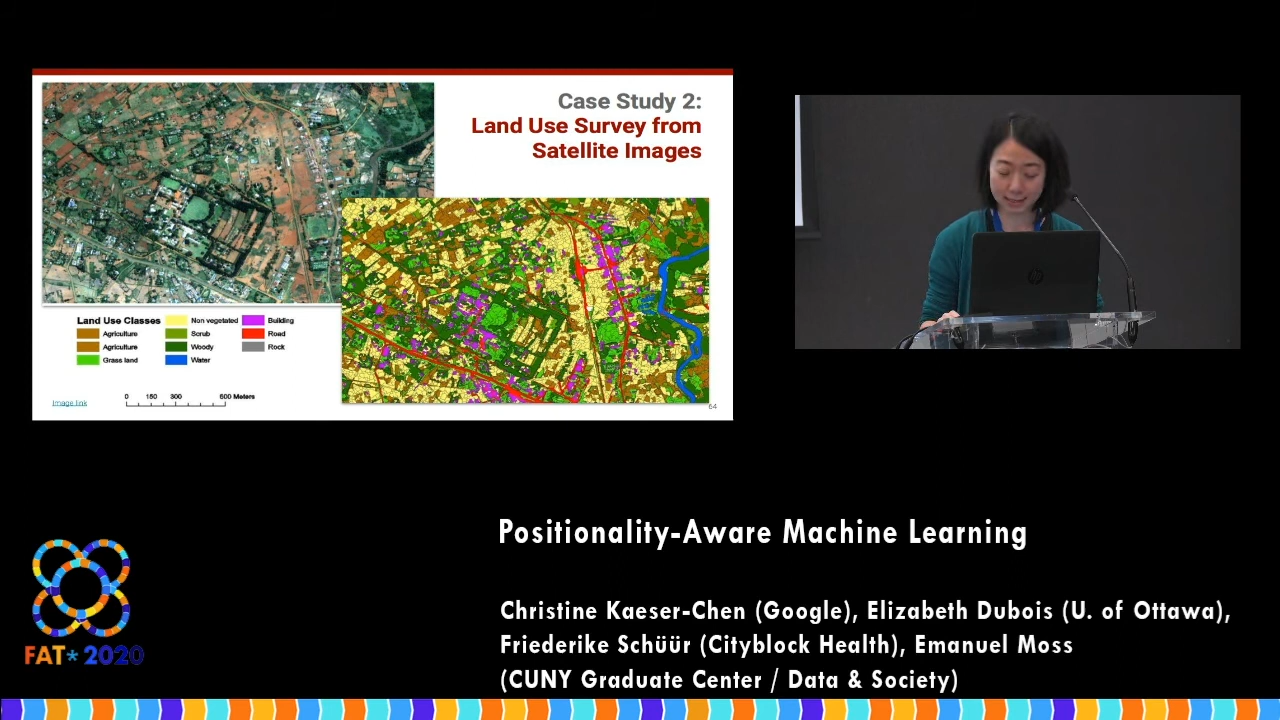 Case Study 2:
Land Use Survey from
Satellite Images
Land Use Classes
Agriculture
Agriculture
Grass land
Non vegetated
Scrub
Woody
Water
Building
Road
Rock
Image link
0 150 300 600 Meters
64
hp
Positionality-Aware Machine Learning
Christine Kaeser-Chen (Google), Elizabeth Dubois (U. of Ottawa),
Friederike Schüür (Cityblock Health), Emanuel Moss
(CUNY Graduate Center / Data & Society)
FAT* 2020